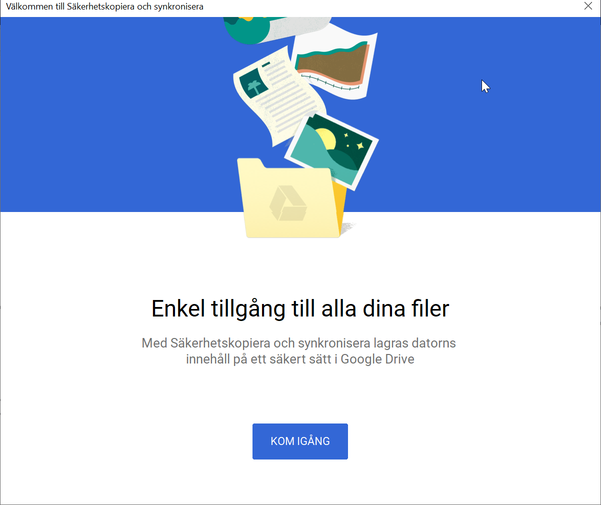 Välkommen till Säkerhetskopiera och synkronisera
Enkel tillgång till alla dina filer
Med Säkerhetskopiera och synkronisera lagras datorns
innehåll på ett säkert sätt i Google Drive
KOM IGÅNG